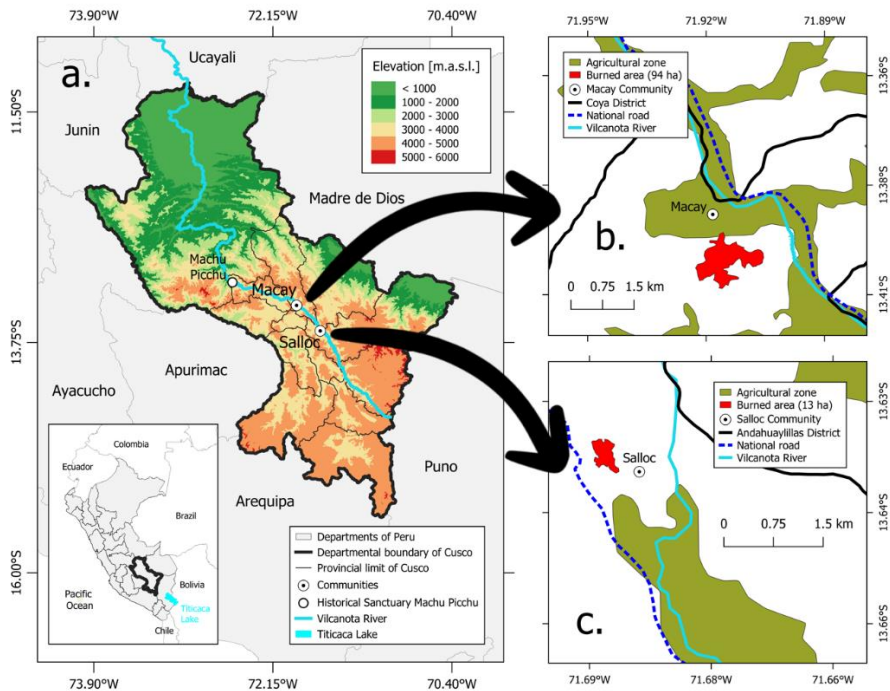 73.90°W
72.15°W
70.40°W
11.50°S
13.75°S
16.00°S
a.
Ucayali
Junin
Madre de Dios
Machu
Picchu
Macay
Salloc
Apurimac
Ayacucho
Arequipa
Puno
Elevation [m.a.s.l.]
< 1000
1000 - 2000
2000 - 3000
3000 - 4000
4000 - 5000
5000 - 6000
Colombia
Ecuador
Brazil
Bolivia
Pacific
Ocean
Titicaca
Lake
Chile
Departments of Peru
Departmental boundary of Cusco
Provincial limit of Cusco
Communities
Historical Sanctuary Machu Picchu
Vilcanota River
Titicaca Lake
73.90°W
72.15°W
70.40°W
71.95°W
71.92°W
71.89°W
Agricultural zone
Burned area (94 ha)
Macay Community
Coya District
National road
Vilcanota River
13.36°S
13.38°S
13.41°S
Macay
b.
0 0.75 1.5 km
Agricultural zone
Burned area (13 ha)
Salloc Community
Andahuaylillas District
National road
Vilcanota River
13.63°S
13.64°S
13.66°S
Salloc
0 0.75 1.5 km
c.
71.69°W
71.68°W
71.66°W